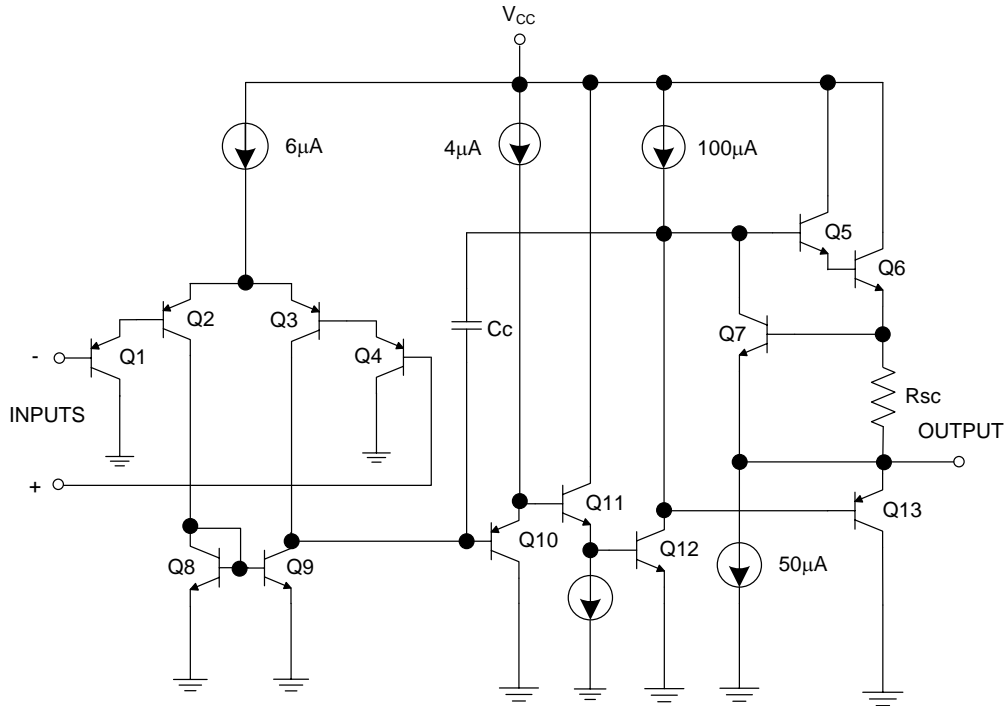 VCC
6μA
4μA
100μA
Q5
Q6
Q2
Q3
Cc
Q7
- Q1
Q4
Rsc
INPUTS
OUTPUT
+
Q11
Q13
Q10
Q12
Q8
Q9
50μA